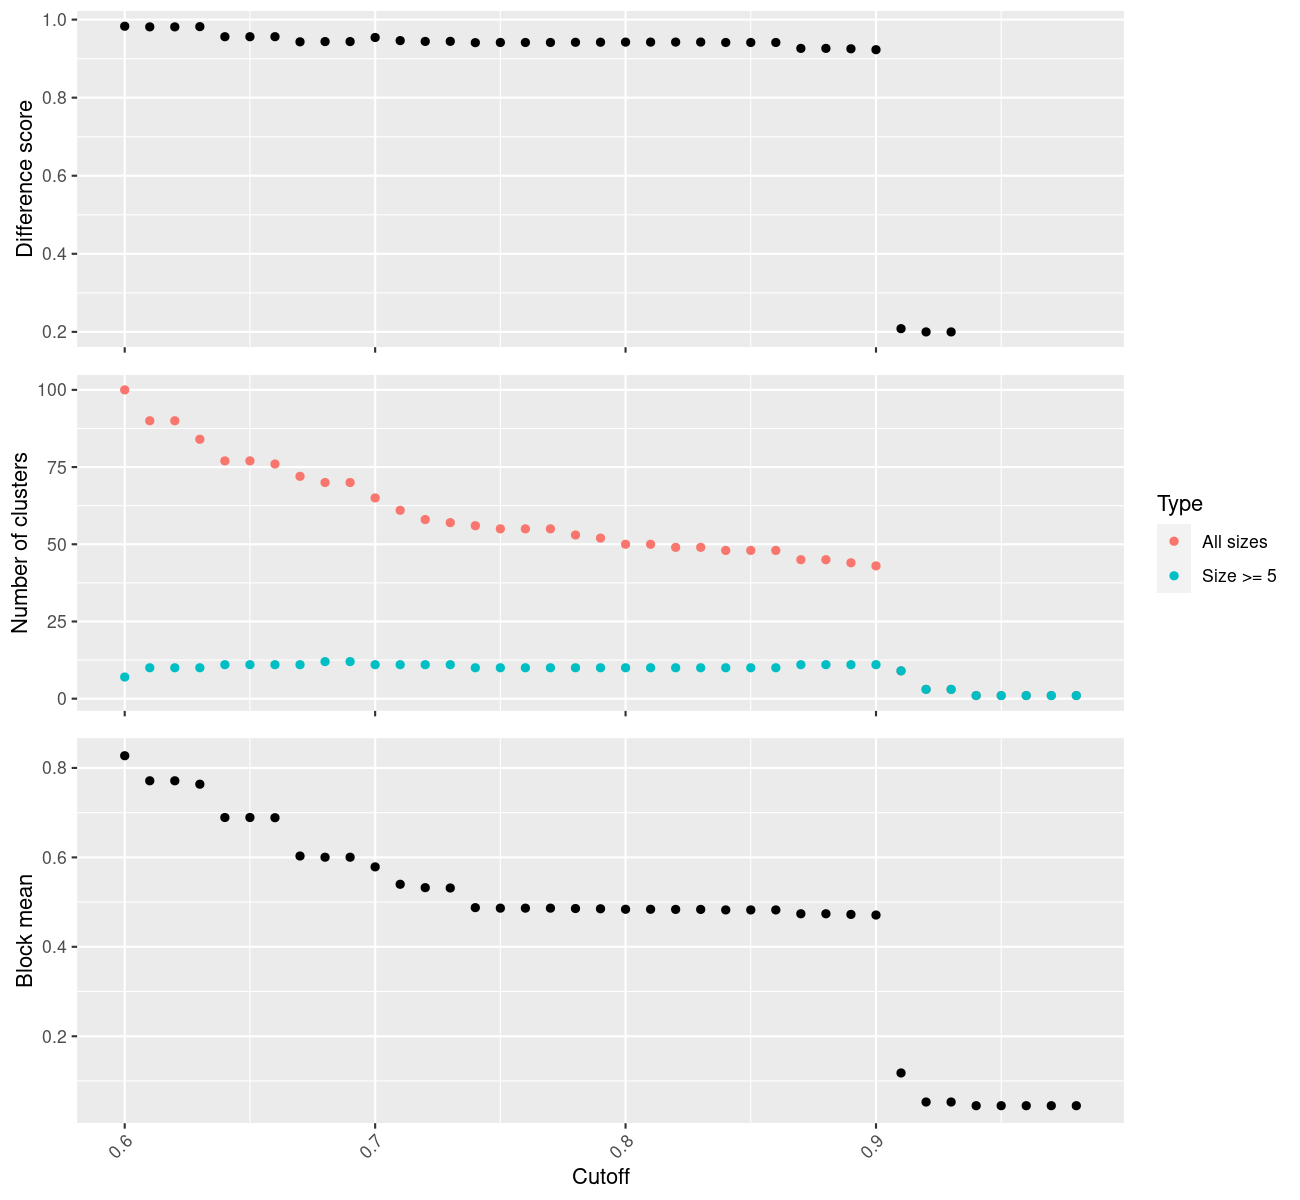 Difference score
1.0
0.8
0.6
0.4
0.2
Number of clusters
100
75
50
25
0
Type
All sizes
Size >= 5
Block mean
0.8
0.6
0.4
0.2
0.6 0.7 0.8 0.9
Cutoff